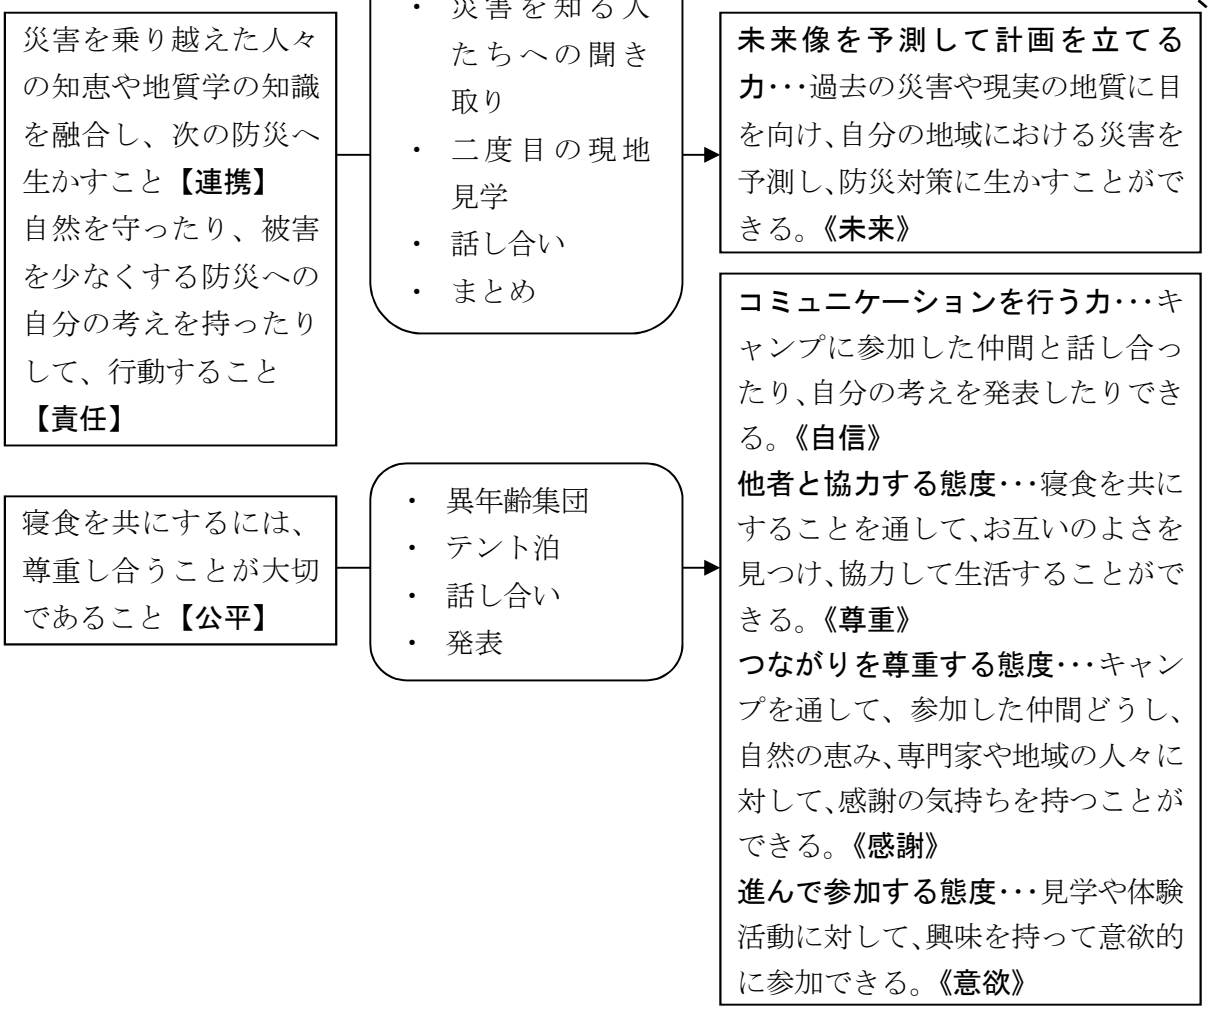 災害を乗り越えた人々
の知恵や地質学の知識
を融合し、次の防災へ
生かすこと【連携】
自然を守ったり、被害
を少なくする防災への
自分の考えを持ったり
して、行動すること
【責任】
・ 災害を知る人
たちへの聞き
取り
・ 二度目の現地
見学
・ 話し合い
・ まとめ
未来像を予測して計画を立てる
力･･･過去の災害や現実の地質に目
を向け、自分の地域における災害を
予測し、防災対策に生かすことがで
きる。《未来》
寝食を共にするには、
尊重し合うことが大切
であること【公平】
・ 異年齢集団
・ テント泊
・ 話し合い
・ 発表
コミュニケーションを行う力･･･キ
ャンプに参加した仲間と話し合っ
たり、自分の考えを発表したりでき
る。《自信》
他者と協力する態度･･･寝食を共に
することを通して、お互いのよさを
見つけ、協力して生活することがで
きる。《尊重》
つながりを尊重する態度･･･キャン
プを通して、参加した仲間どうし、
自然の恵み、専門家や地域の人々に
対して、感謝の気持ちを持つことが
できる。《感謝》
進んで参加する態度･･･見学や体験
活動に対して、興味を持って意欲的
に参加できる。《意欲》